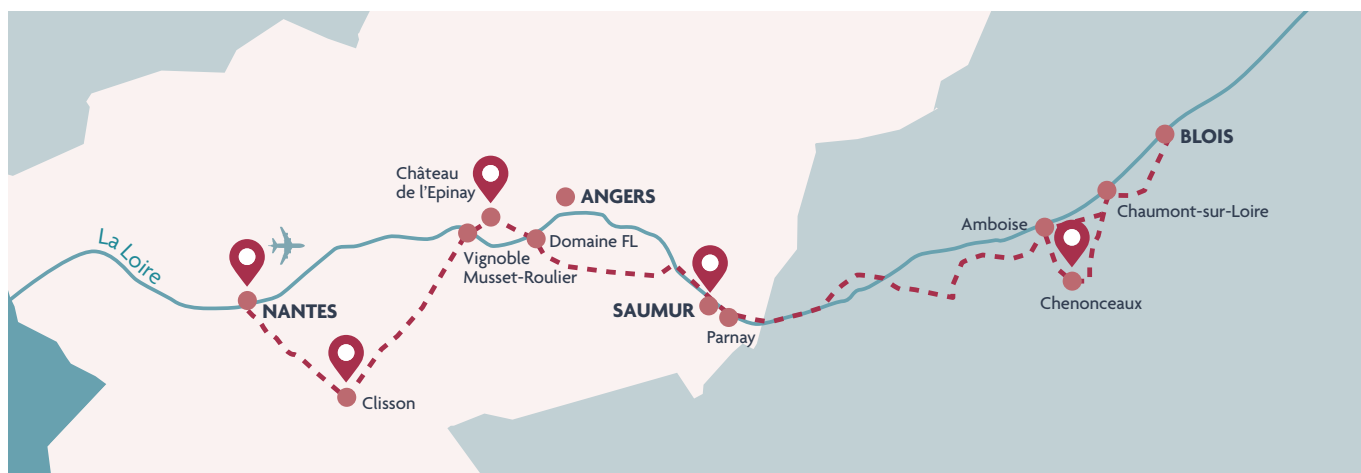 La Loire
NANTES
Clisson
Château
de l'Epinay
Vignoble
Musset-Roulier
ANGERS
Domaine FL
SAUMUR
Parnay
Amboise
Chenonceaux
Chaumont-sur-Loire
BLOIS